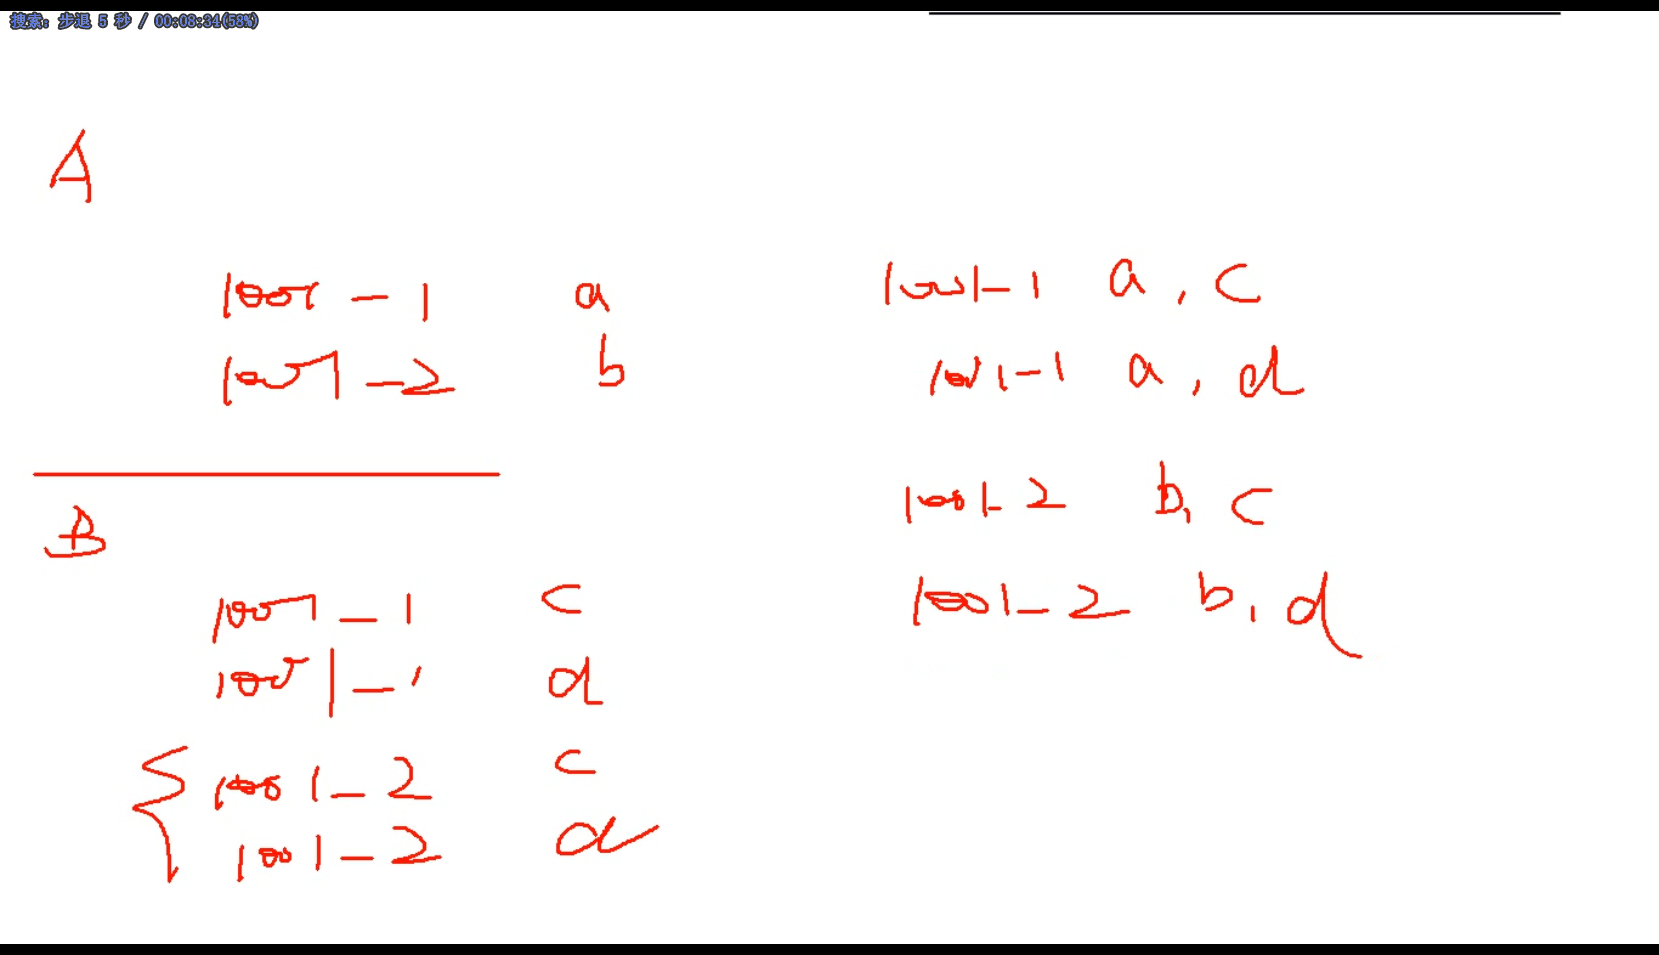 搜索: 步退 5 秒 / 00:08:34(58%)
A
1001 - 1 a
1001 - 2 b
B
1001 - 1 c
1001 - 1 d
1001 - 2 c
1001 - 2 d
1001 - 1 a, c
1001 - 1 a, d
1001 - 2 b, c
1001 - 2 b, d